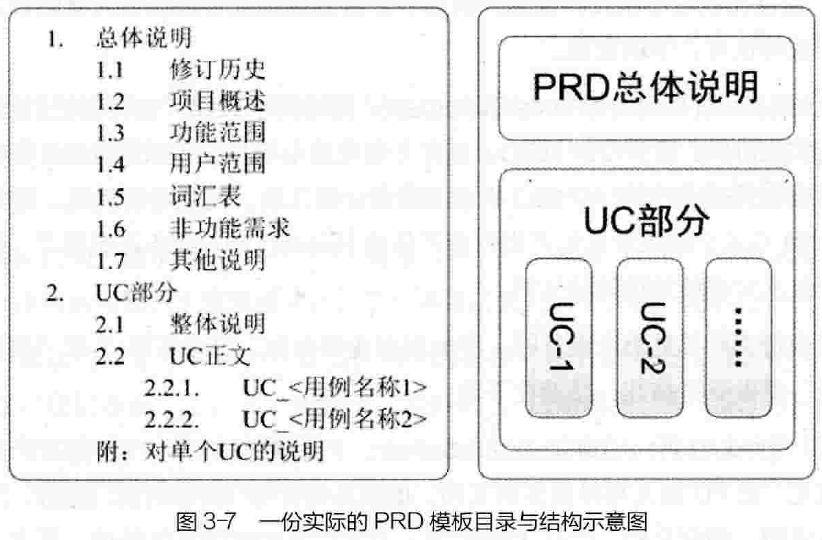 1. 总体说明
1.1 修订历史
1.2 项目概述
1.3 功能范围
1.4 用户范围
1.5 词汇表
1.6 非功能需求
1.7 其他说明
2. UC部分
2.1 整体说明
2.2 UC正文
2.2.1. UC_<用例名称1>
2.2.2. UC_<用例名称2>
附：对单个UC的说明
PRD总体说明
UC部分
UC-1
UC-2
……
图 3-7 一份实际的 PRD 模板目录与结构示意图